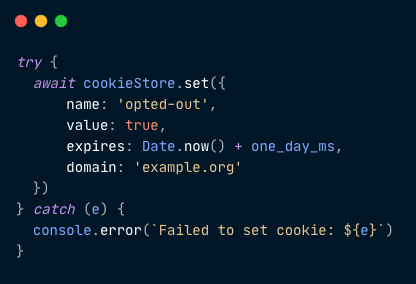 try {
  await cookieStore.set({
      name: 'opted-out',
      value: true,
      expires: Date.now() + one_day_ms,
      domain: 'example.org'
  })
} catch (e) {
  console.error(`Failed to set cookie: ${e}`)
}